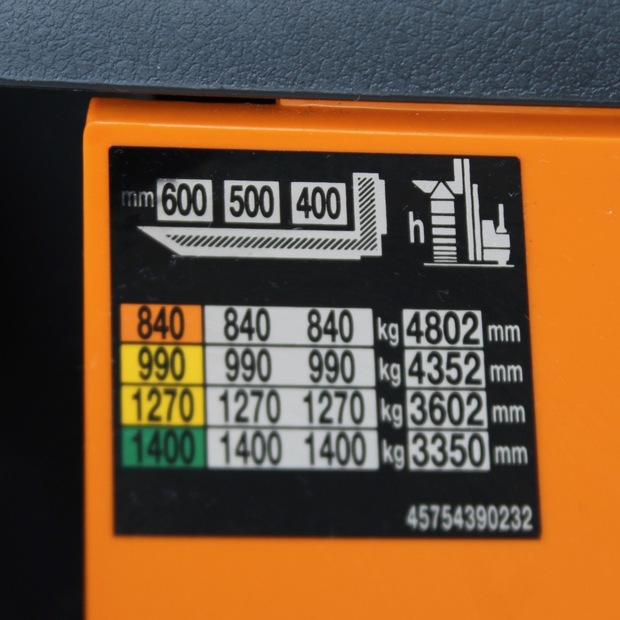 mm 600 500 400
h
840 840 840 kg 4802 mm
990 990 990 kg 4352 mm
1270 1270 1270 kg 3602 mm
1400 1400 1400 kg 3350 mm
45754390232